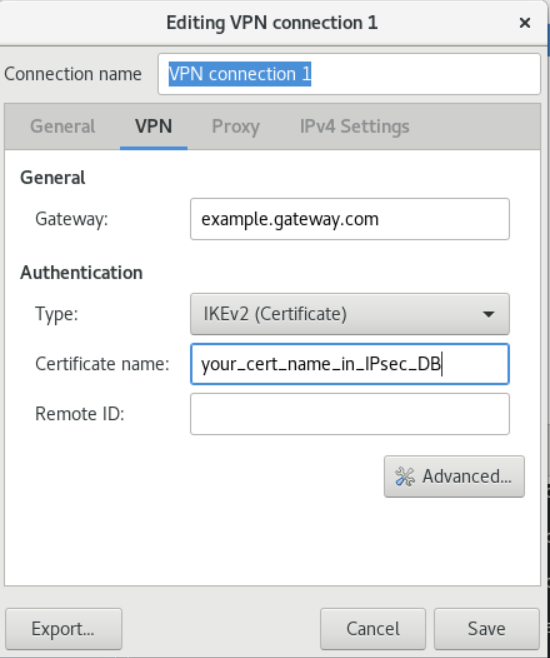 Editing VPN connection 1
Connection name VPN connection 1
General VPN Proxy IPv4 Settings
General
Gateway: example.gateway.com
Authentication
Type: IKEv2 (Certificate)
Certificate name: your_cert_name_in_IPsec_DB
Remote ID:
Advanced...
Export... Cancel Save